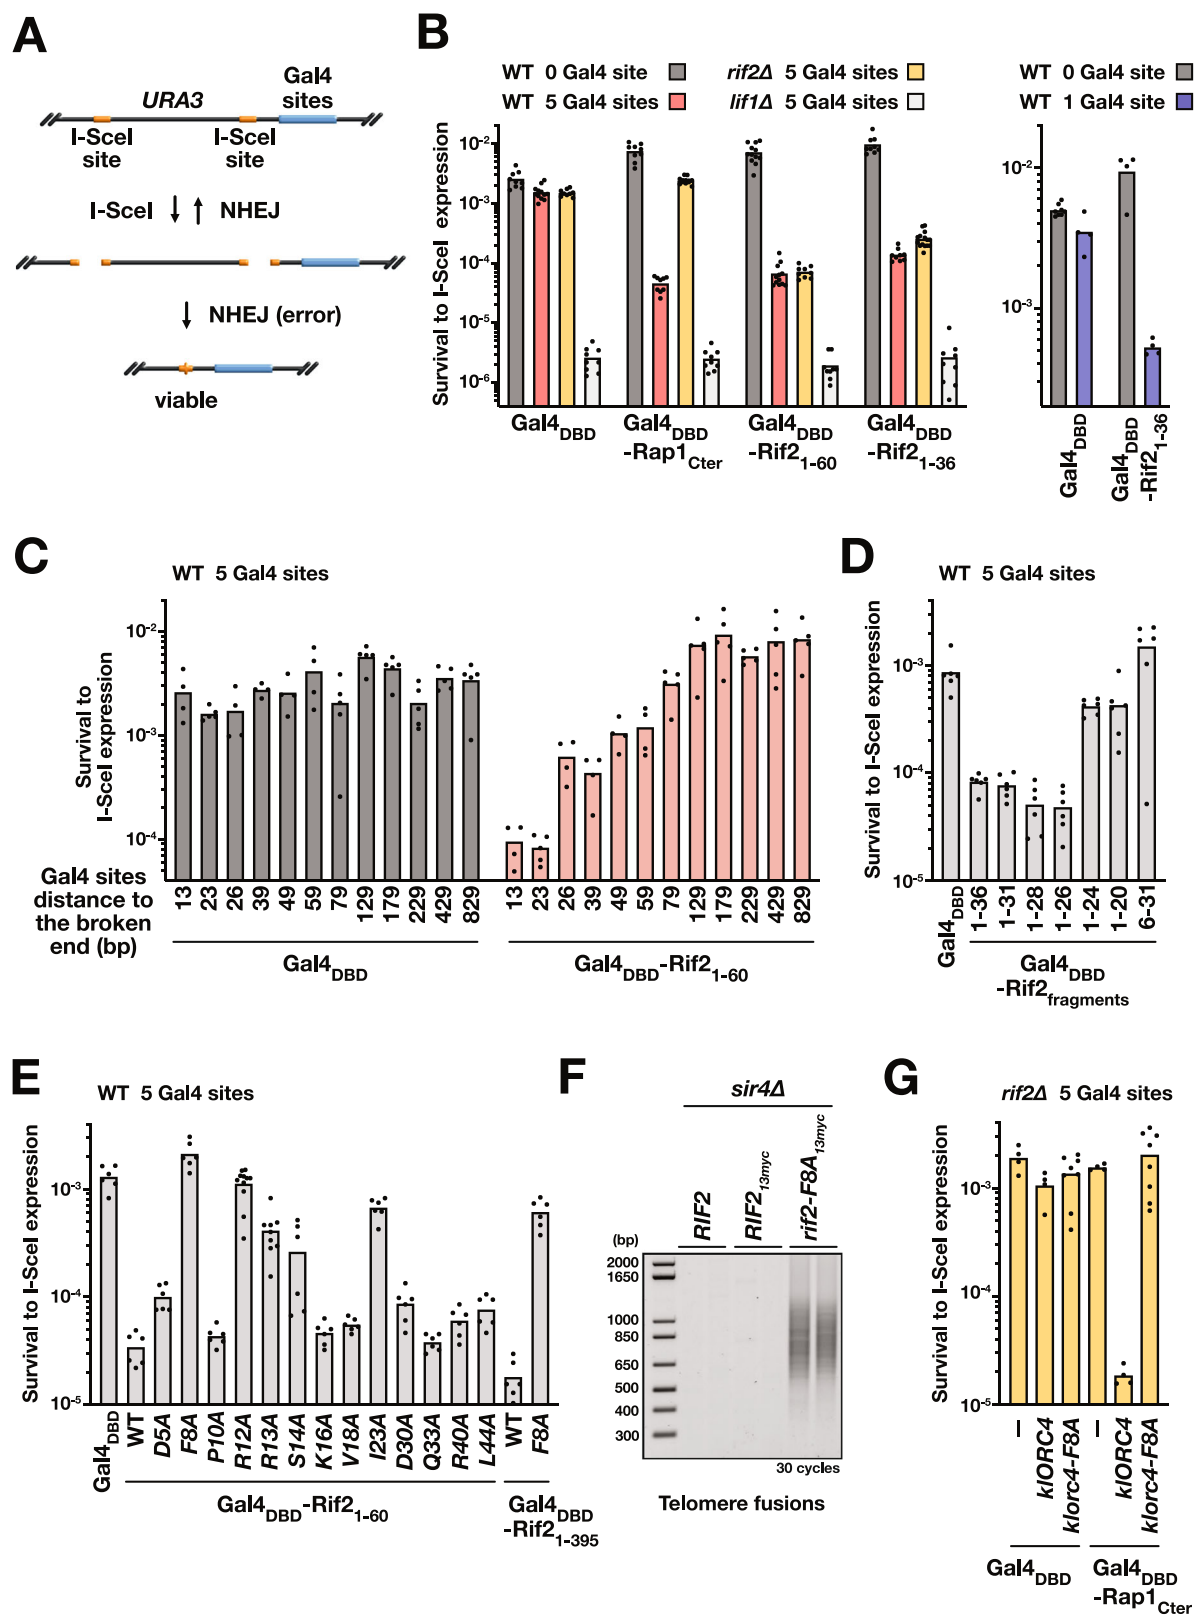 A
Gal4
sites
URA3
I-SceI
site
I-SceI
site
I-SceI
NHEJ
NHEJ (error)
viable
B
WT 0 Gal4 site
rif2Δ 5 Gal4 sites
WT 5 Gal4 sites
lif1Δ 5 Gal4 sites
WT 0 Gal4 site
WT 1 Gal4 site
Survival to I-SceI expression
10-2
10-3
10-4
10-5
10-6
Gal4DBD
Gal4DBD
-Rap1Cter
Gal4DBD
-Rif21-60
Gal4DBD
-Rif21-36
10-2
10-3
Gal4DBD
Gal4DBD
-Rif21-36
C
WT 5 Gal4 sites
Survival to
I-SceI expression
10-2
10-3
10-4
Gal4 sites
distance to
the broken
end (bp)
13 23 26 39 49 59 79 129 179 229 429 829
13 23 26 39 49 59 79 129 179 229 429 829
Gal4DBD
Gal4DBD-Rif21-60
D
WT 5 Gal4 sites
Survival to I-SceI expression
10-3
10-4
10-5
Gal4DBD
1-36
1-31
1-28
1-26
1-24
1-20
6-31
Gal4DBD
-Rif2fragments
E
WT 5 Gal4 sites
Survival to I-SceI expression
10-3
10-4
10-5
Gal4DBD
WT
D5A
F8A
P10A
R12A
R13A
S14A
K16A
V18A
I23A
D30A
Q33A
R40A
L44A
WT
F8A
Gal4DBD-Rif21-60
Gal4DBD
-Rif21-395
F
sir4Δ
RIF2
RIF213myc
rif2-F8A13myc
(bp)
2000
1650
1000
850
650
500
400
300
30 cycles
Telomere fusions
G
rif2Δ 5 Gal4 sites
Survival to I-SceI expression
10-3
10-4
10-5
–
klORC4
klorc4-F8A
–
klORC4
klorc4-F8A
Gal4DBD
Gal4DBD
-Rap1Cter